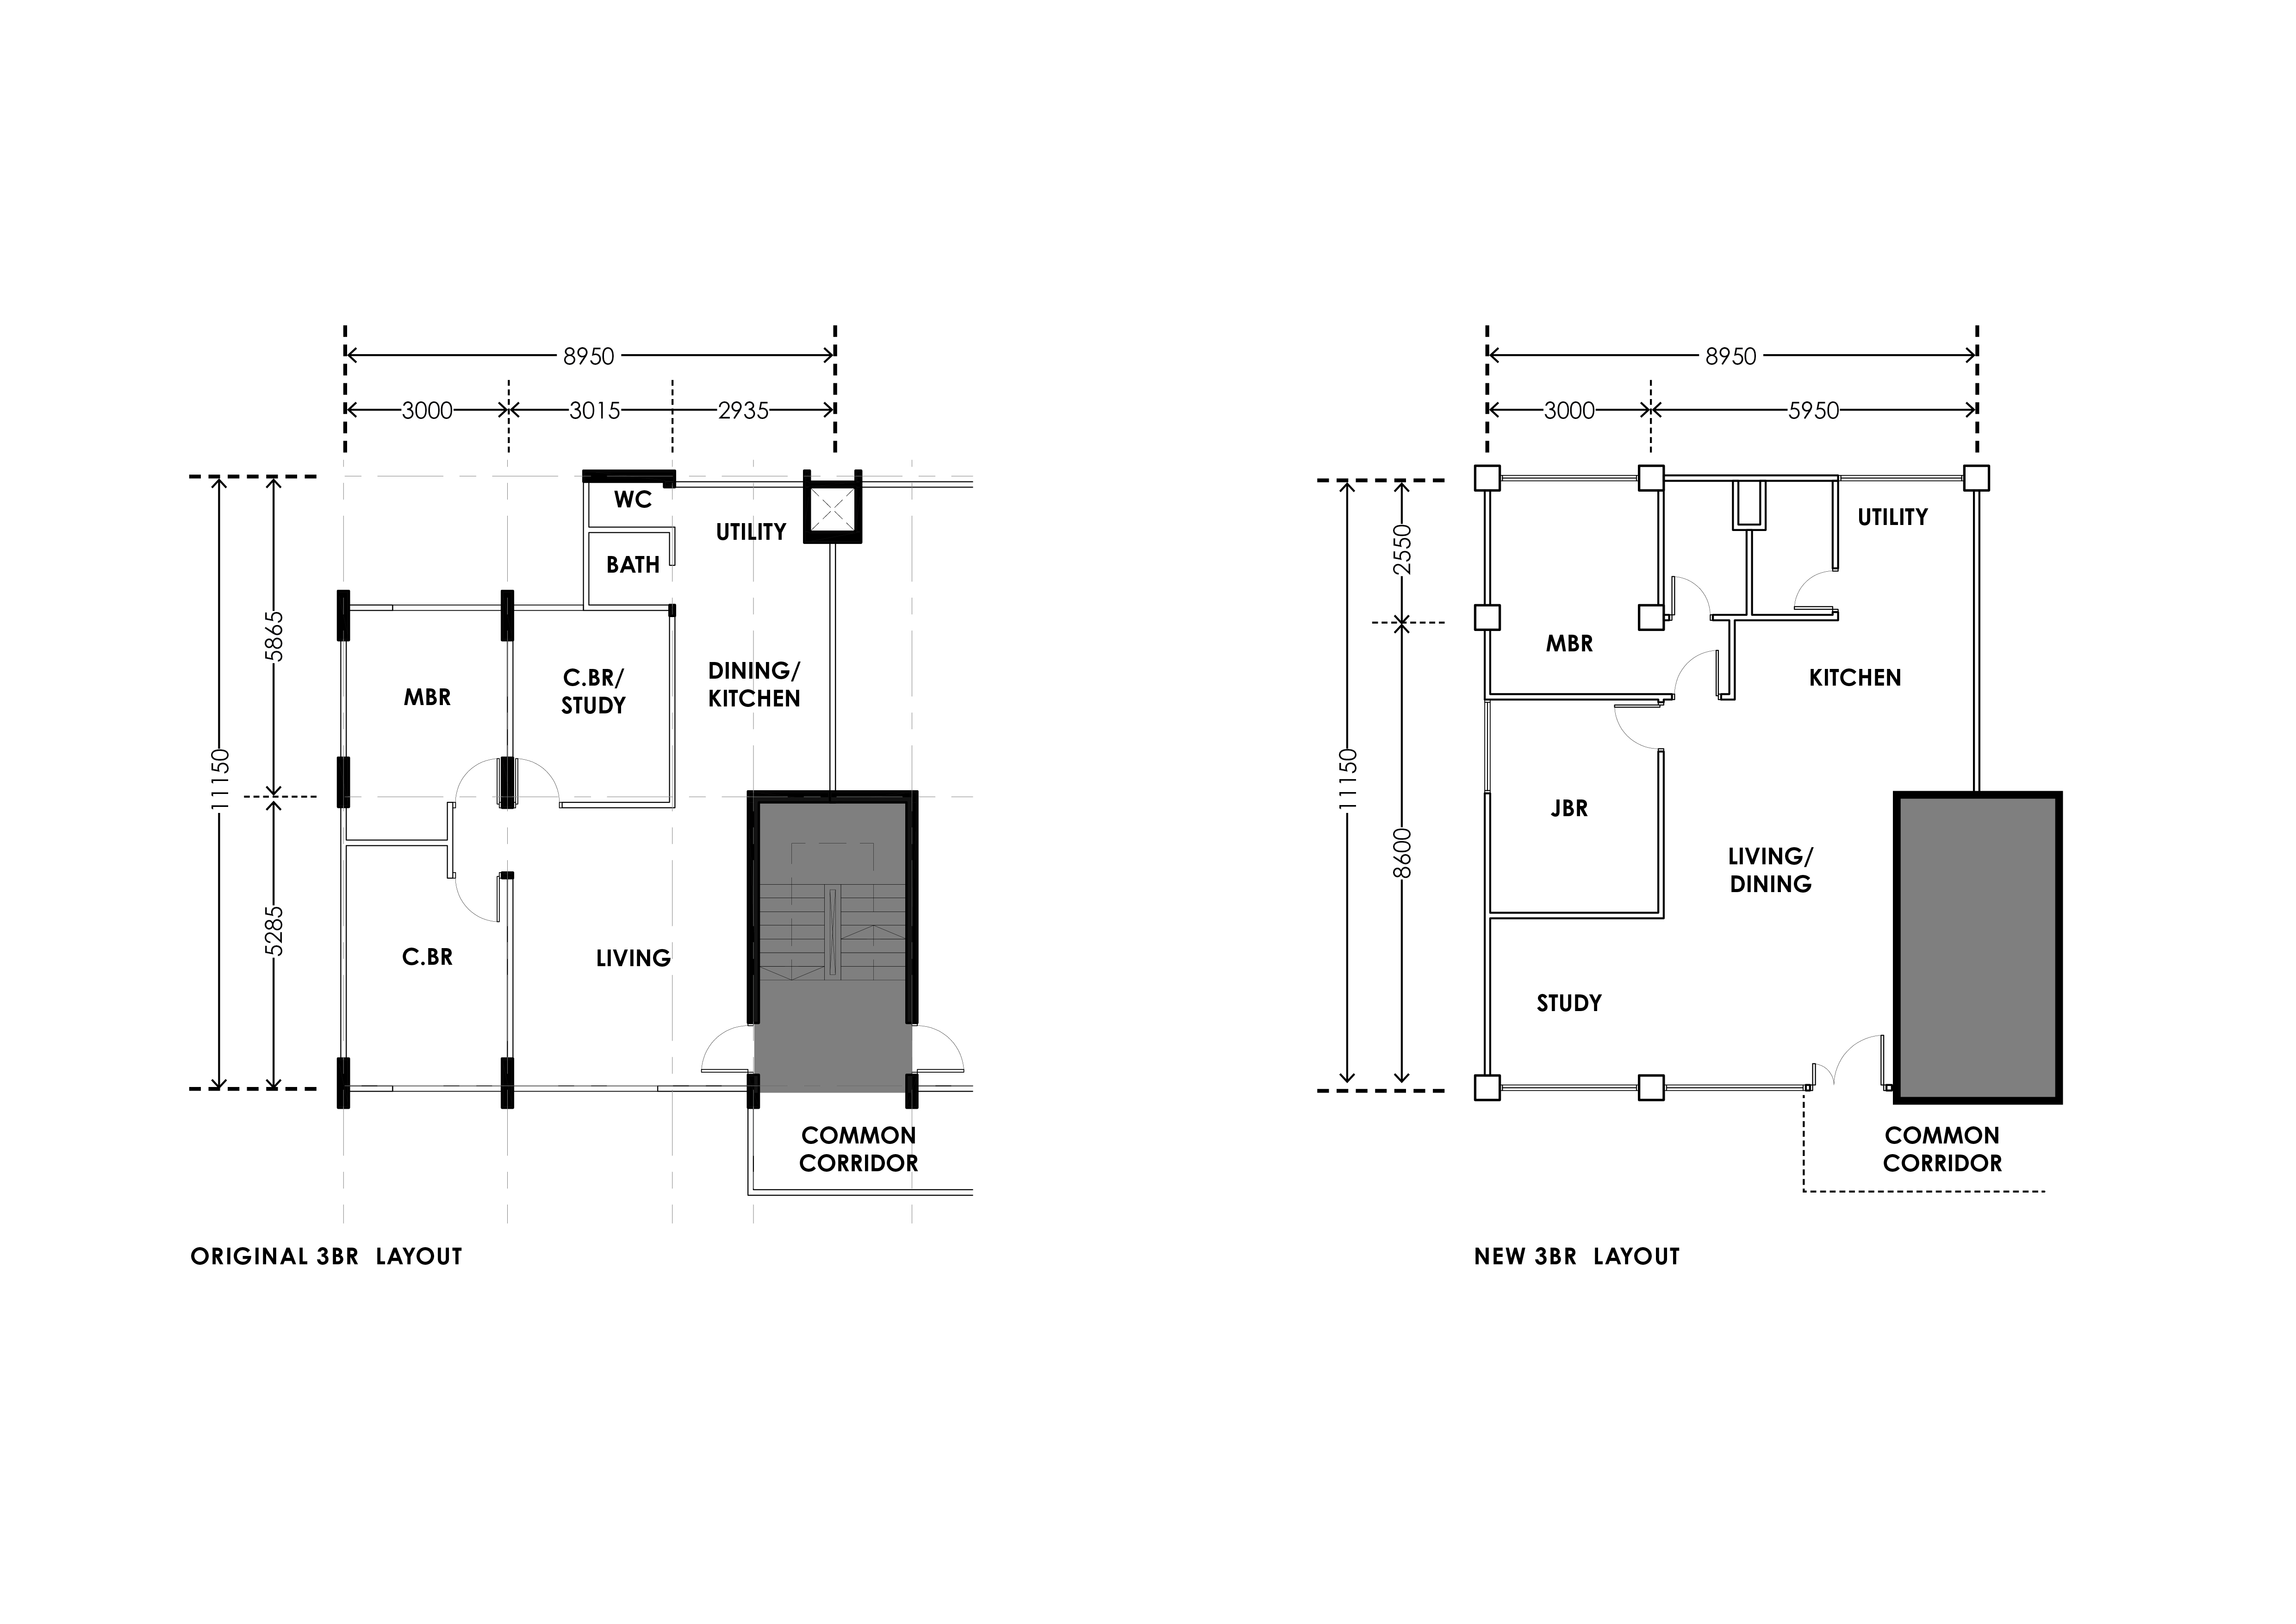 8950
3000
3015
2935
11150
5865
5285
WC
UTILITY
BATH
MBR
C.BR/
STUDY
DINING/
KITCHEN
C.BR
LIVING
COMMON
CORRIDOR
ORIGINAL 3BR LAYOUT
8950
3000
5950
11150
2550
8600
UTILITY
MBR
KITCHEN
JBR
LIVING/
DINING
STUDY
COMMON
CORRIDOR
NEW 3BR LAYOUT